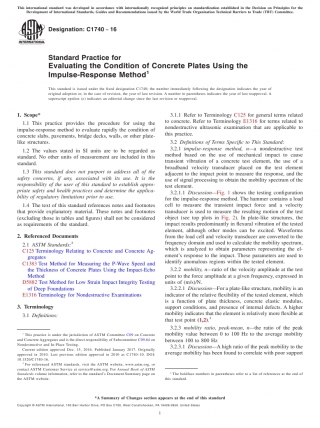 This international standard was developed in accordance with internationally recognized principles on standardization established in the Decision on Principles for the
Development of International Standards, Guides and Recommendations issued by the World Trade Organization Technical Barriers to Trade (TBT) Committee.
Designation: C1740 − 16
Standard Practice for
Evaluating the Condition of Concrete Plates Using the
Impulse-Response Method¹
This standard is issued under the fixed designation C1740; the number immediately following the designation indicates the year of
original adoption or, in the case of revision, the year of last revision. A number in parentheses indicates the year of last reapproval. A
superscript epsilon (ε) indicates an editorial change since the last revision or reapproval.
1. Scope*
1.1 This practice provides the procedure for using the
impulse-response method to evaluate rapidly the condition of
concrete slabs, pavements, bridge decks, walls, or other plate-
like structures.
1.2 The values stated in SI units are to be regarded as
standard. No other units of measurement are included in this
standard.
1.3 This standard does not purport to address all of the
safety concerns, if any, associated with its use. It is the
responsibility of the user of this standard to establish appro-
priate safety and health practices and determine the applica-
bility of regulatory limitations prior to use.
1.4 The text of this standard references notes and footnotes
that provide explanatory material. These notes and footnotes
(excluding those in tables and figures) shall not be considered
as requirements of the standard.
2. Referenced Documents
2.1 ASTM Standards:²
C125 Terminology Relating to Concrete and Concrete Ag-
gregates
C1383 Test Method for Measuring the P-Wave Speed and
the Thickness of Concrete Plates Using the Impact-Echo
Method
D5882 Test Method for Low Strain Impact Integrity Testing
of Deep Foundations
E1316 Terminology for Nondestructive Examinations
3. Terminology
3.1 Definitions:
¹ This practice is under the jurisdiction of ASTM Committee C09 on Concrete
and Concrete Aggregates and is the direct responsibility of Subcommittee C09.64 on
Nondestructive and In-Place Testing.
Current edition approved Dec. 15, 2016. Published January 2017. Originally
approved in 2010. Last previous edition approved in 2010 as C1740–10. DOI:
10.1520/C1740-16.
² For referenced ASTM standards, visit the ASTM website, www.astm.org, or
contact ASTM Customer Service at service@astm.org. For Annual Book of ASTM
Standards volume information, refer to the standard's Document Summary page on
the ASTM website.
3.1.1 Refer to Terminology C125 for general terms related
to concrete. Refer to Terminology E1316 for terms related to
nondestructive ultrasonic examination that are applicable to
this practice.
3.2 Definitions of Terms Specific to This Standard:
3.2.1 impulse-response method, n—a nondestructive test
method based on the use of mechanical impact to cause
transient vibration of a concrete test element, the use of a
broadband velocity transducer placed on the test element
adjacent to the impact point to measure the response, and the
use of signal processing to obtain the mobility spectrum of the
test element.
3.2.1.1 Discussion—Fig. 1 shows the testing configuration
for the impulse-response method. The hammer contains a load
cell to measure the transient impact force and a velocity
transducer is used to measure the resulting motion of the test
object (see top plots in Fig. 2). In plate-like structures, the
impact results predominantly in flexural vibration of the tested
element, although other modes can be excited. Waveforms
from the load cell and velocity transducer are converted to the
frequency domain and used to calculate the mobility spectrum,
which is analyzed to obtain parameters representing the el-
ement's response to the impact. These parameters are used to
identify anomalous regions within the tested element.
3.2.2 mobility, n—ratio of the velocity amplitude at the test
point to the force amplitude at a given frequency, expressed in
units of (m/s)/N.
3.2.2.1 Discussion—For a plate-like structure, mobility is an
indicator of the relative flexibility of the tested element, which
is a function of plate thickness, concrete elastic modulus,
support conditions, and presence of internal defects. A higher
mobility indicates that the element is relatively more flexible at
that test point (1,2).³
3.2.3 mobility ratio, peak-mean, n—the ratio of the peak
mobility value between 0 to 100 Hz to the average mobility
between 100 to 800 Hz
3.2.3.1 Discussion—A high ratio of the peak mobility to the
average mobility has been found to correlate with poor support
³ The boldface numbers in parentheses refer to a list of references at the end of
this standard.
*A Summary of Changes section appears at the end of this standard
Copyright © ASTM International, 100 Barr Harbor Drive, PO Box C700, West Conshohocken, PA 19428-2959. United States
1